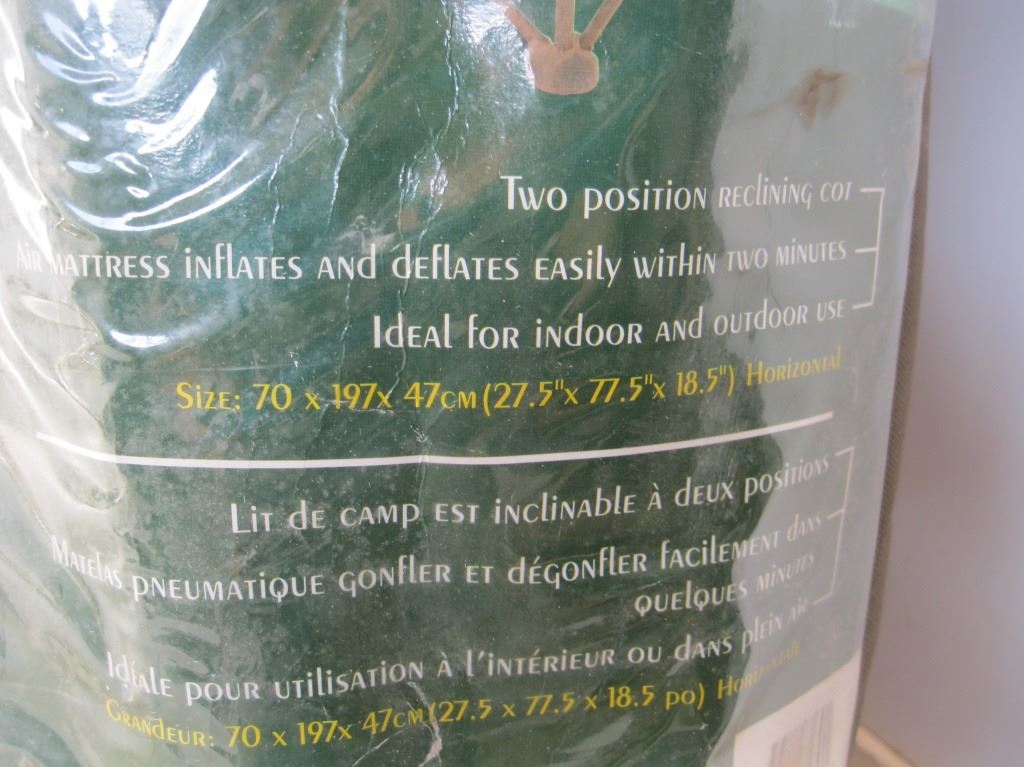 Two position reclining cot
Air mattress inflates and deflates easily within two minutes
Ideal for indoor and outdoor use
Size: 70 x 197x 47cm (27.5"x 77.5"x 18.5") Horizontal
Lit de camp est inclinable à deux positions
Matelas pneumatique gonfler et dégonfler facilement dans
quelques minutes
Idéale pour utilisation à l'intérieur ou dans plein air
Grandeur: 70 x 197x 47cm (27.5 x 77.5 x 18.5 po) Horizontale